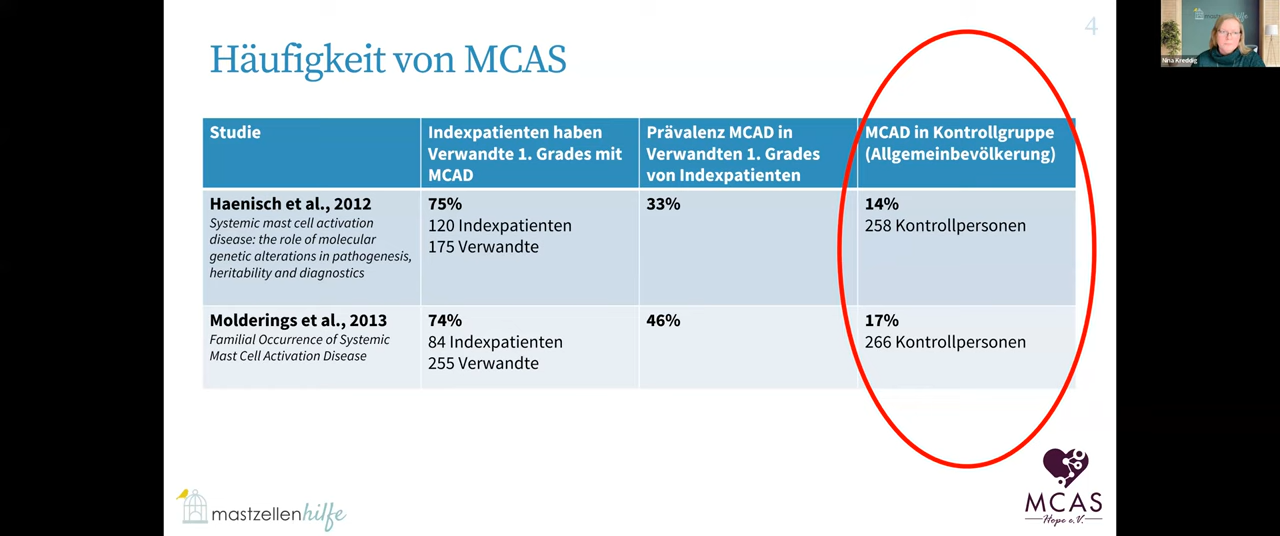 Häufigkeit von MCAS
4
mastzellenhilfe
Nina Kreddig
Studie
Indexpatienten haben
Verwandte 1. Grades mit
MCAD
Prävalenz MCAD in
Verwandten 1. Grades
von Indexpatienten
MCAD in Kontrollgruppe
(Allgemeinbevölkerung)
Haenisch et al., 2012
Systemic mast cell activation
disease: the role of molecular
genetic alterations in pathogenesis,
heritability and diagnostics
75%
120 Indexpatienten
175 Verwandte
33%
14%
258 Kontrollpersonen
Molderings et al., 2013
Familial Occurrence of Systemic
Mast Cell Activation Disease
74%
84 Indexpatienten
255 Verwandte
46%
17%
266 Kontrollpersonen
mastzellenhilfe
MCAS
Hope e.V.